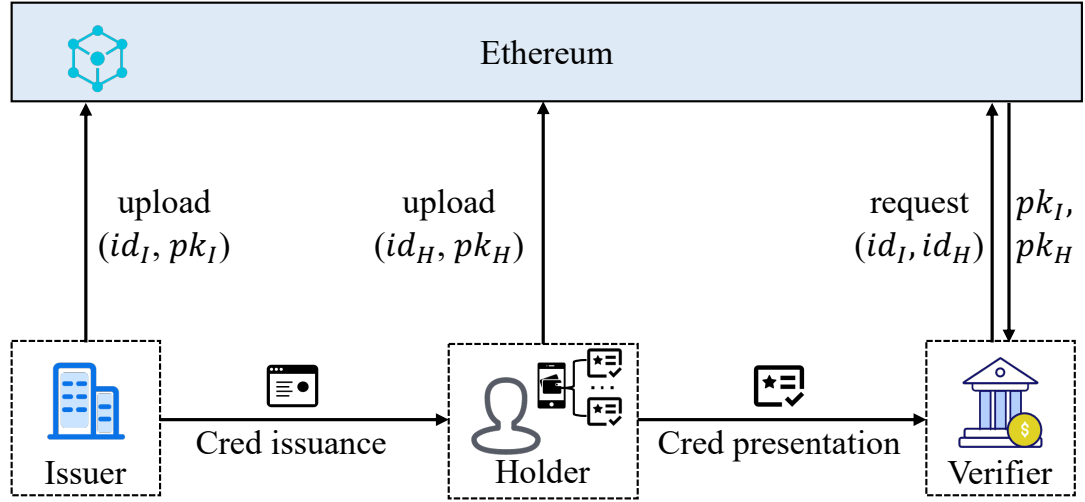 Ethereum
upload
(id_I, pk_I)
upload
(id_H, pk_H)
request
(id_I, id_H)
pk_I,
pk_H
Cred issuance
Cred presentation
...
$
Issuer
Holder
Verifier